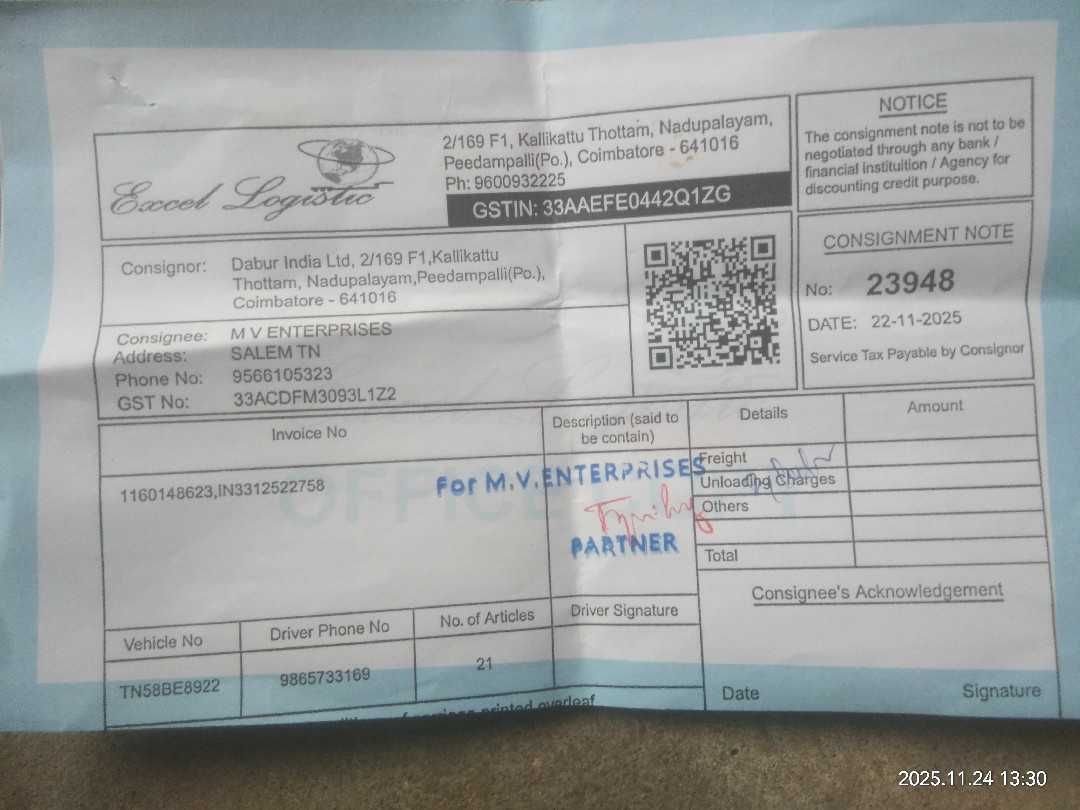 Excel Logistic
2/169 F1, Kallikattu Thottam, Nadupalayam,
Peedampalli(Po.), Coimbatore - 641016
Ph: 9600932225
GSTIN: 33AAEFE0442Q1ZG
NOTICE
The consignment note is not to be
negotiated through any bank /
financial instituition / Agency for
discounting credit purpose.
Consignor: Dabur India Ltd, 2/169 F1,Kallikattu
Thottam, Nadupalayam,Peedampalli(Po.),
Coimbatore - 641016
CONSIGNMENT NOTE
No: 23948
DATE: 22-11-2025
Service Tax Payable by Consignor
Consignee: M V ENTERPRISES
Address: SALEM TN
Phone No: 9566105323
GST No: 33ACDFM3093L1Z2
Invoice No
Description (said to
be contain)
Details
Amount
1160148623,IN3312522758
For M.V.ENTERPRISES
PARTNER
OFFICE
Freight
Unloading Charges
Others
Total
Consignee's Acknowledgement
Vehicle No
Driver Phone No
No. of Articles
Driver Signature
TN58BE8922
9865733169
21
Date
Signature
printed overleaf
2025.11.24 13:30